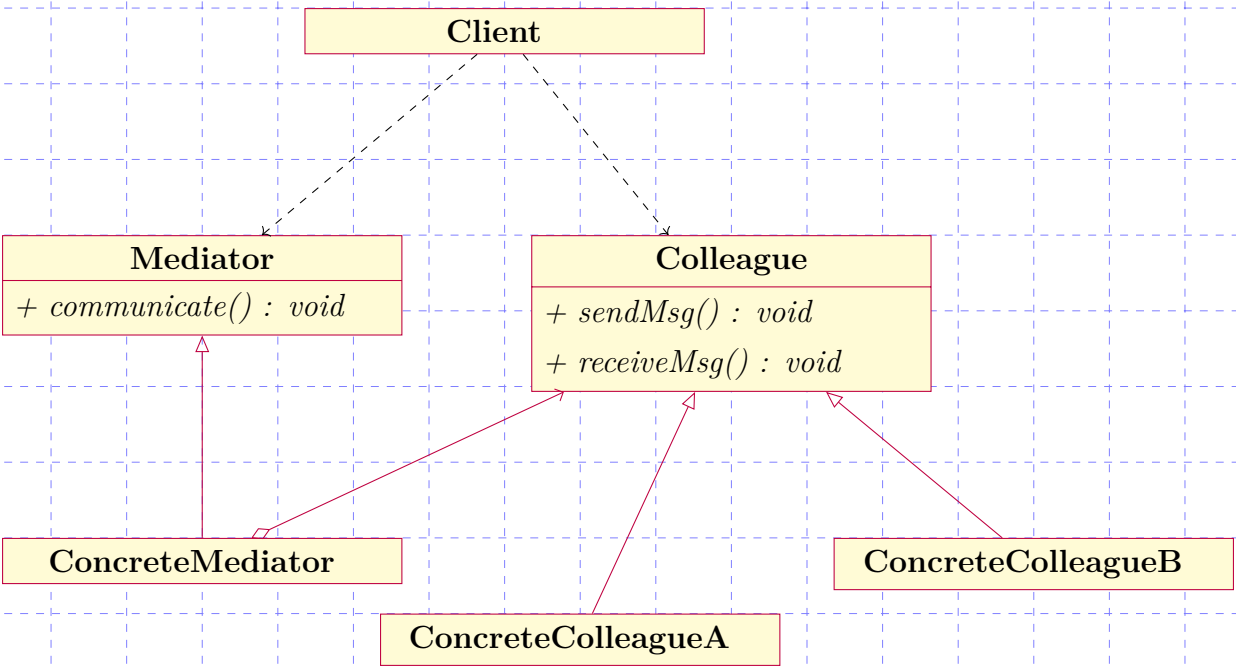 Client
Mediator
+ communicate() : void
Colleague
+ sendMsg() : void
+ receiveMsg() : void
ConcreteMediator
ConcreteColleagueB
ConcreteColleagueA